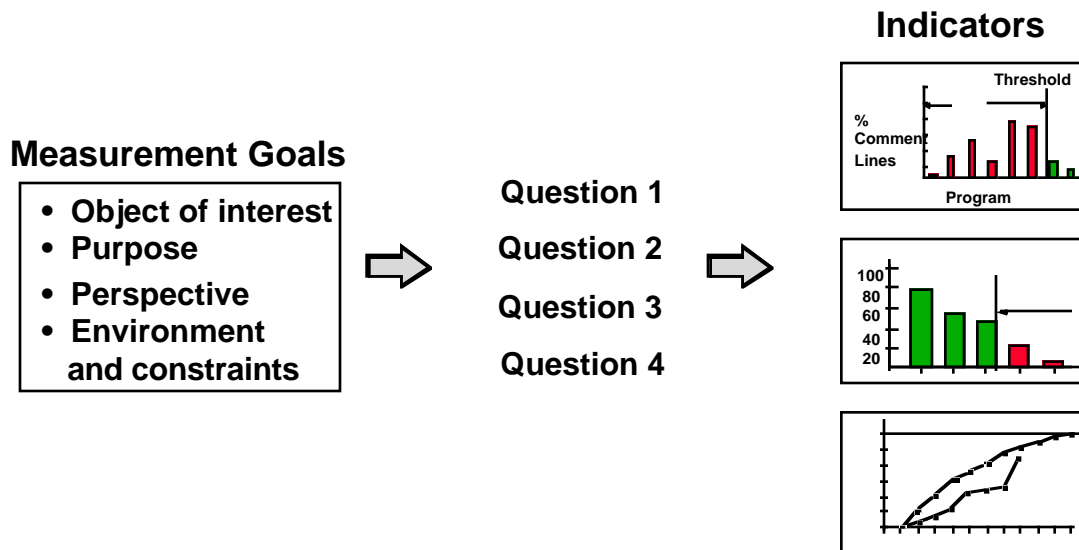 Indicators
Threshold
%
Comment
Lines
Program
Measurement Goals
• Object of interest
• Purpose
• Perspective
• Environment
and constraints
Question 1
Question 2
Question 3
Question 4
100
80
60
40
20